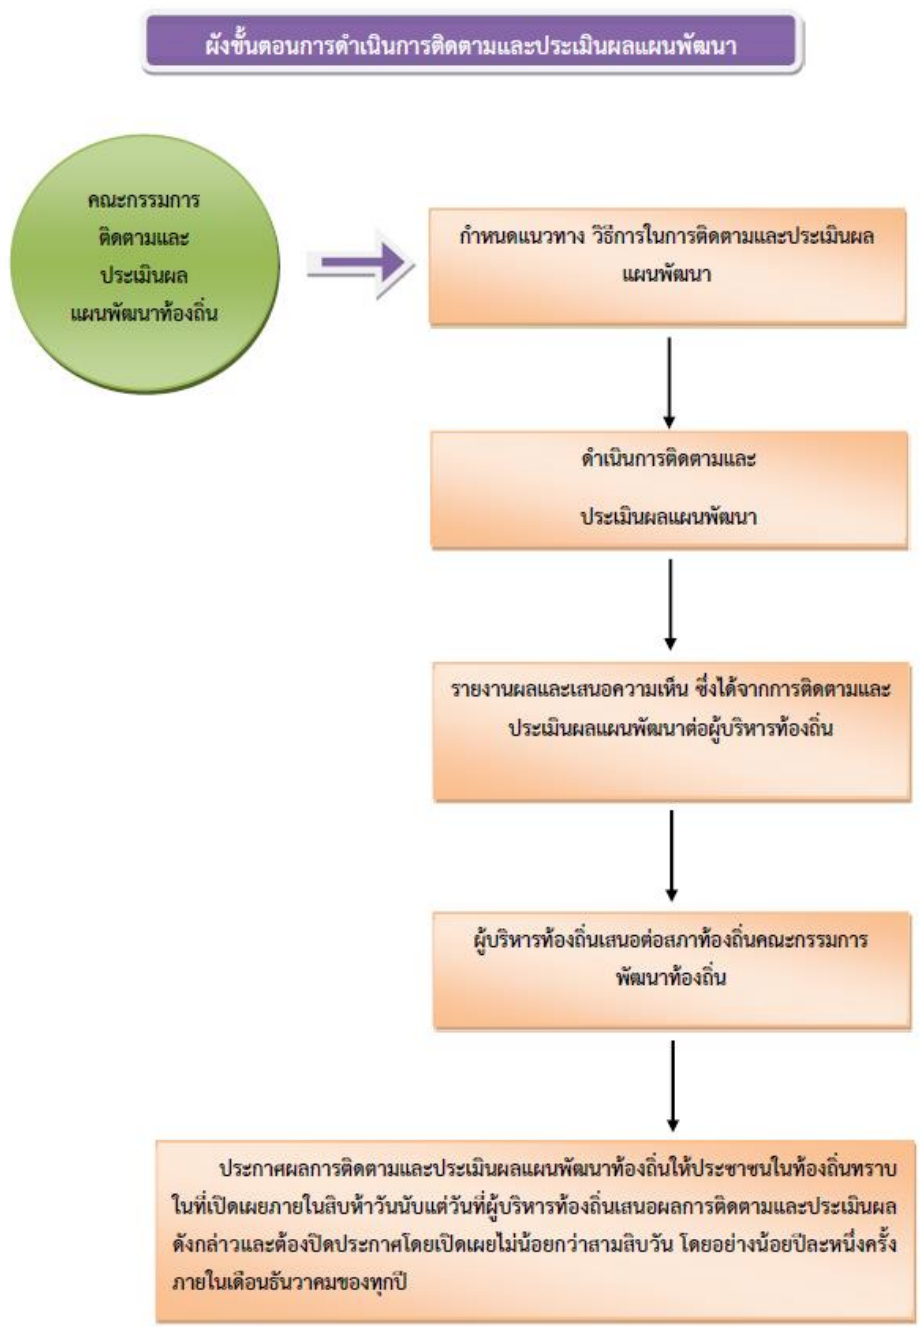 ผังขั้นตอนการดำเนินการติดตามและประเมินผลแผนพัฒนา
คณะกรรมการ
ติดตามและ
ประเมินผล
แผนพัฒนาท้องถิ่น
กำหนดแนวทาง วิธีการในการติดตามและประเมินผล
แผนพัฒนา
ดำเนินการติดตามและ
ประเมินผลแผนพัฒนา
รายงานผลและเสนอความเห็น ซึ่งได้จากการติดตามและ
ประเมินผลแผนพัฒนาต่อผู้บริหารท้องถิ่น
ผู้บริหารท้องถิ่นเสนอต่อสภาท้องถิ่นคณะกรรมการ
พัฒนาท้องถิ่น
ประกาศผลการติดตามและประเมินผลแผนพัฒนาท้องถิ่นให้ประชาชนในท้องถิ่นทราบ
ในที่เปิดเผยภายในสิบห้าวันนับแต่วันที่ผู้บริหารท้องถิ่นเสนอผลการติดตามและประเมินผล
ดังกล่าวและต้องปิดประกาศโดยเปิดเผยไม่น้อยกว่าสามสิบวัน โดยอย่างน้อยปีละหนึ่งครั้ง
ภายในเดือนธันวาคมของทุกปี